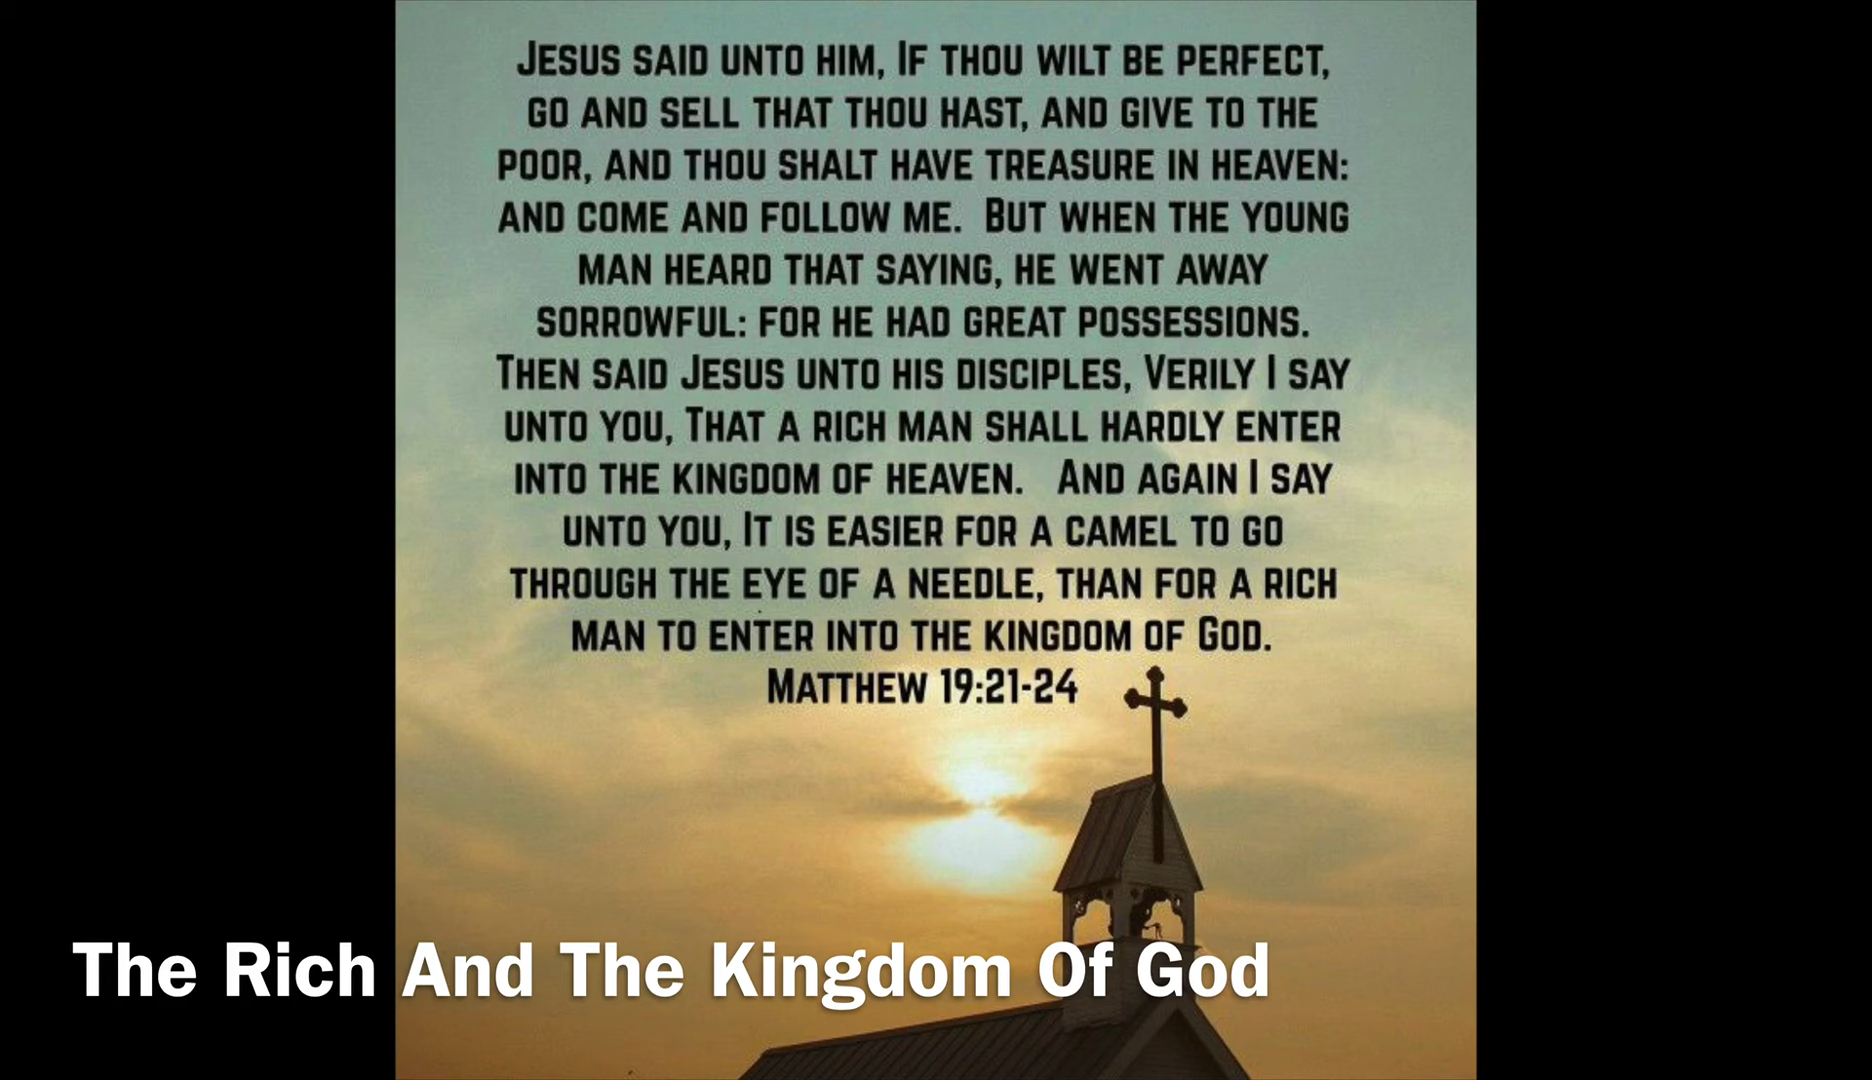 Jesus said unto him, If thou wilt be perfect,
go and sell that thou hast, and give to the
poor, and thou shalt have treasure in heaven:
and come and follow me. But when the young
man heard that saying, he went away
sorrowful: for he had great possessions.
Then said Jesus unto his disciples, Verily I say
unto you, That a rich man shall hardly enter
into the kingdom of heaven. And again I say
unto you, It is easier for a camel to go
through the eye of a needle, than for a rich
man to enter into the kingdom of God.
Matthew 19:21-24
The Rich And The Kingdom Of God